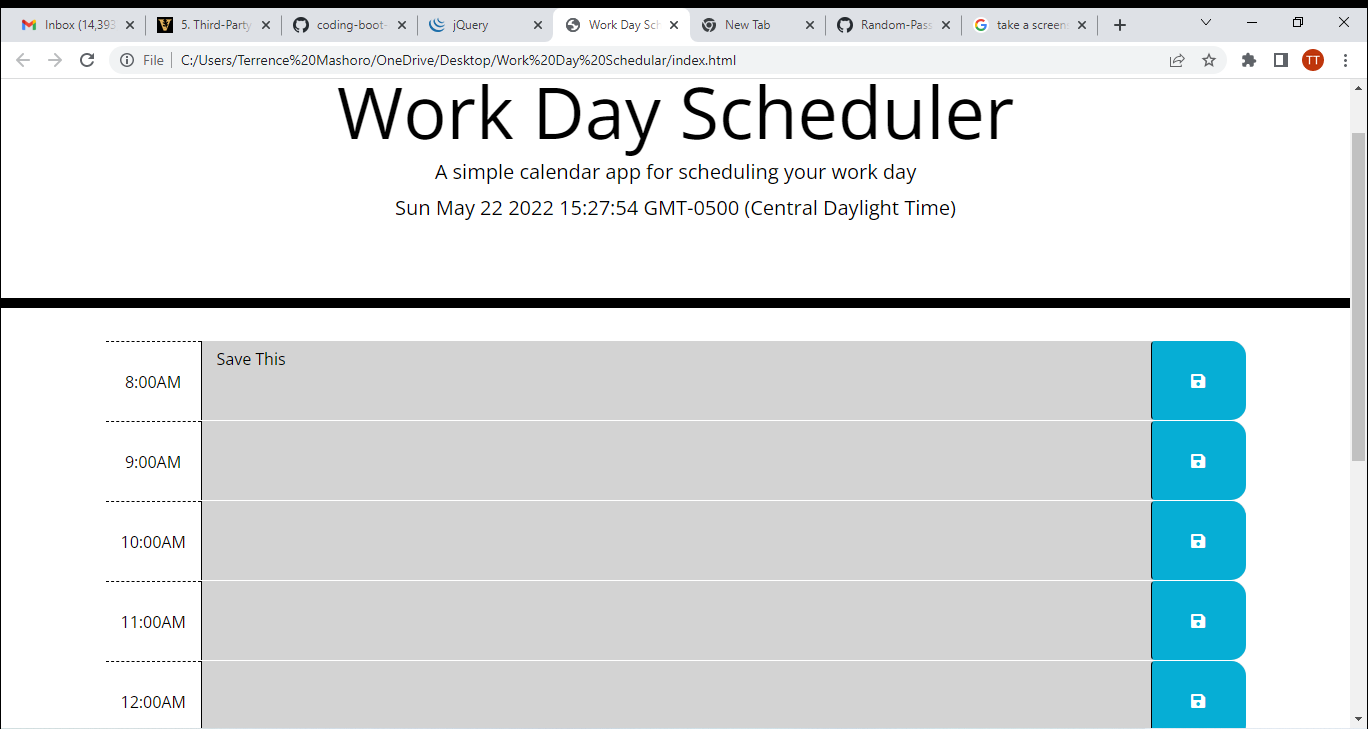 Inbox (14,393
5. Third-Party
coding-boot-
jQuery
Work Day Sch
New Tab
Random-Pass
take a screens
File
C:/Users/Terrence%20Mashoro/OneDrive/Desktop/Work%20Day%20Schedular/index.html
TT
Work Day Scheduler
A simple calendar app for scheduling your work day
Sun May 22 2022 15:27:54 GMT-0500 (Central Daylight Time)
8:00AM
Save This
9:00AM
10:00AM
11:00AM
12:00AM